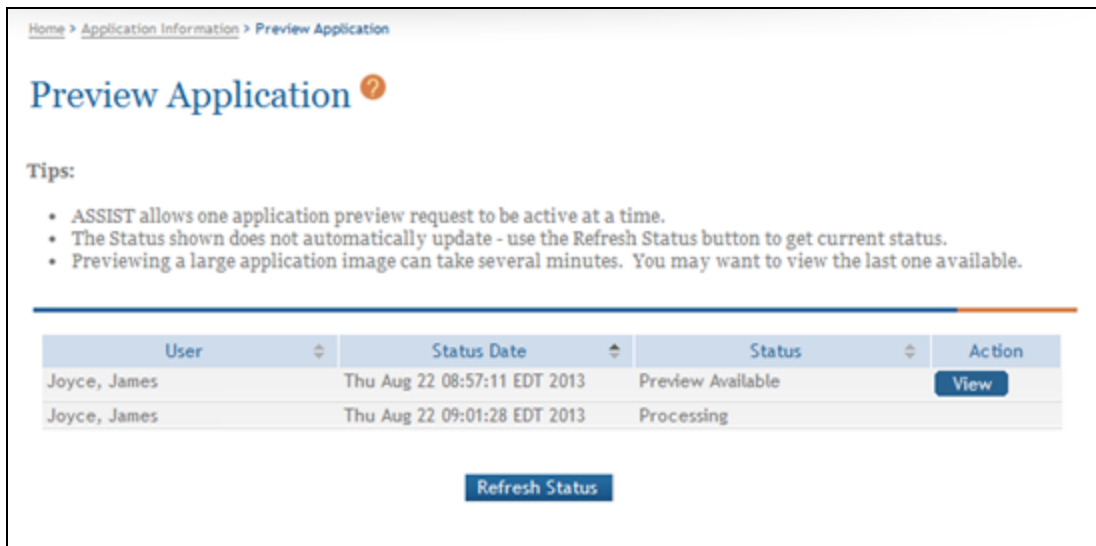 Home > Application Information > Preview Application
Preview Application ?
Tips:
• ASSIST allows one application preview request to be active at a time.
• The Status shown does not automatically update - use the Refresh Status button to get current status.
• Previewing a large application image can take several minutes. You may want to view the last one available.
User Status Date Status Action
Joyce, James Thu Aug 22 08:57:11 EDT 2013 Preview Available View
Joyce, James Thu Aug 22 09:01:28 EDT 2013 Processing
Refresh Status